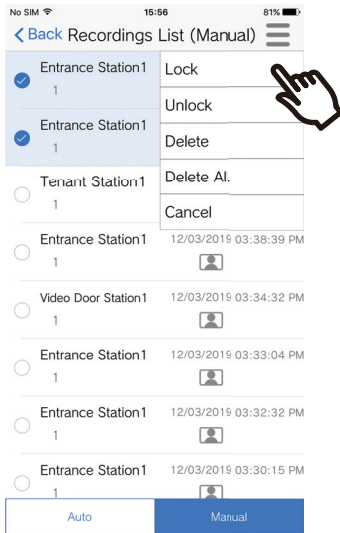 No SIM 15:56 81%
Back Recordings List (Manual)
Entrance Station1
1
Lock
Unlock
Entrance Station1
1
Delete
Tenant Station1
1
Delete Al.
Cancel
Entrance Station1 12/03/2019 03:38:39 PM
1
Video Door Station1 12/03/2019 03:34:32 PM
1
Entrance Station1 12/03/2019 03:33:04 PM
1
Entrance Station1 12/03/2019 03:32:32 PM
1
Entrance Station1 12/03/2019 03:30:15 PM
1
Auto Manual